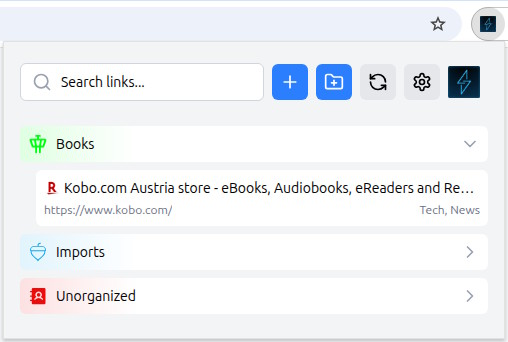 Search links...
Books
R Kobo.com Austria store - eBooks, Audiobooks, eReaders and Re...
https://www.kobo.com/ Tech, News
Imports
Unorganized